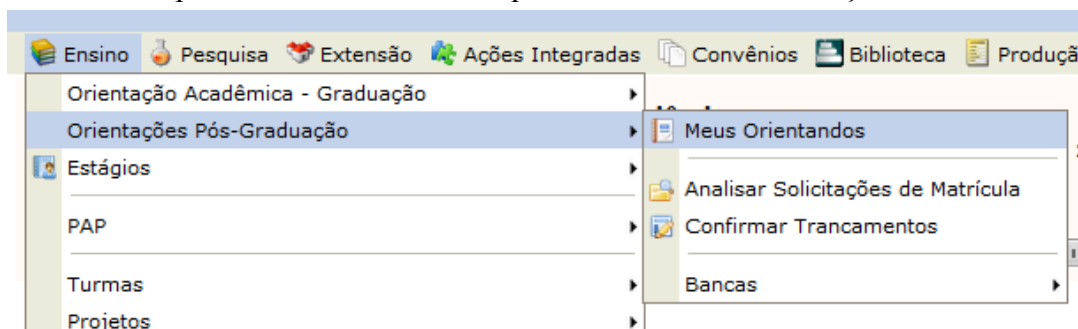 Ensino Pesquisa Extensão Ações Integradas Convênios Biblioteca Produçã
Orientação Acadêmica - Graduação
Orientações Pós-Graduação
Meus Orientandos
Estágios
Analisar Solicitações de Matrícula
PAP
Confirmar Trancamentos
Turmas
Bancas
Projetos